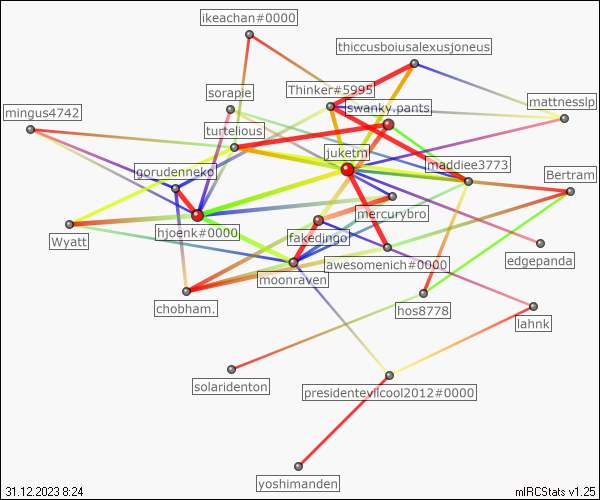 ikeachan#0000
thiccusboiusalexusjoneus
sorapie
Thinker#5995
mattnesslp
mingus4742
swanky.pants
turtelious
juketm
maddiee3773
gorudenneko
Bertram
mercurybro
hjoenk#0000
fakedingo
Wyatt
awesomenich#0000
edgepanda
moonraven
chobham.
hos8778
lahnk
solaridenton
presidentevilcool2012#0000
yoshimanden
31.12.2023 8:24
mIRCStats v1.25